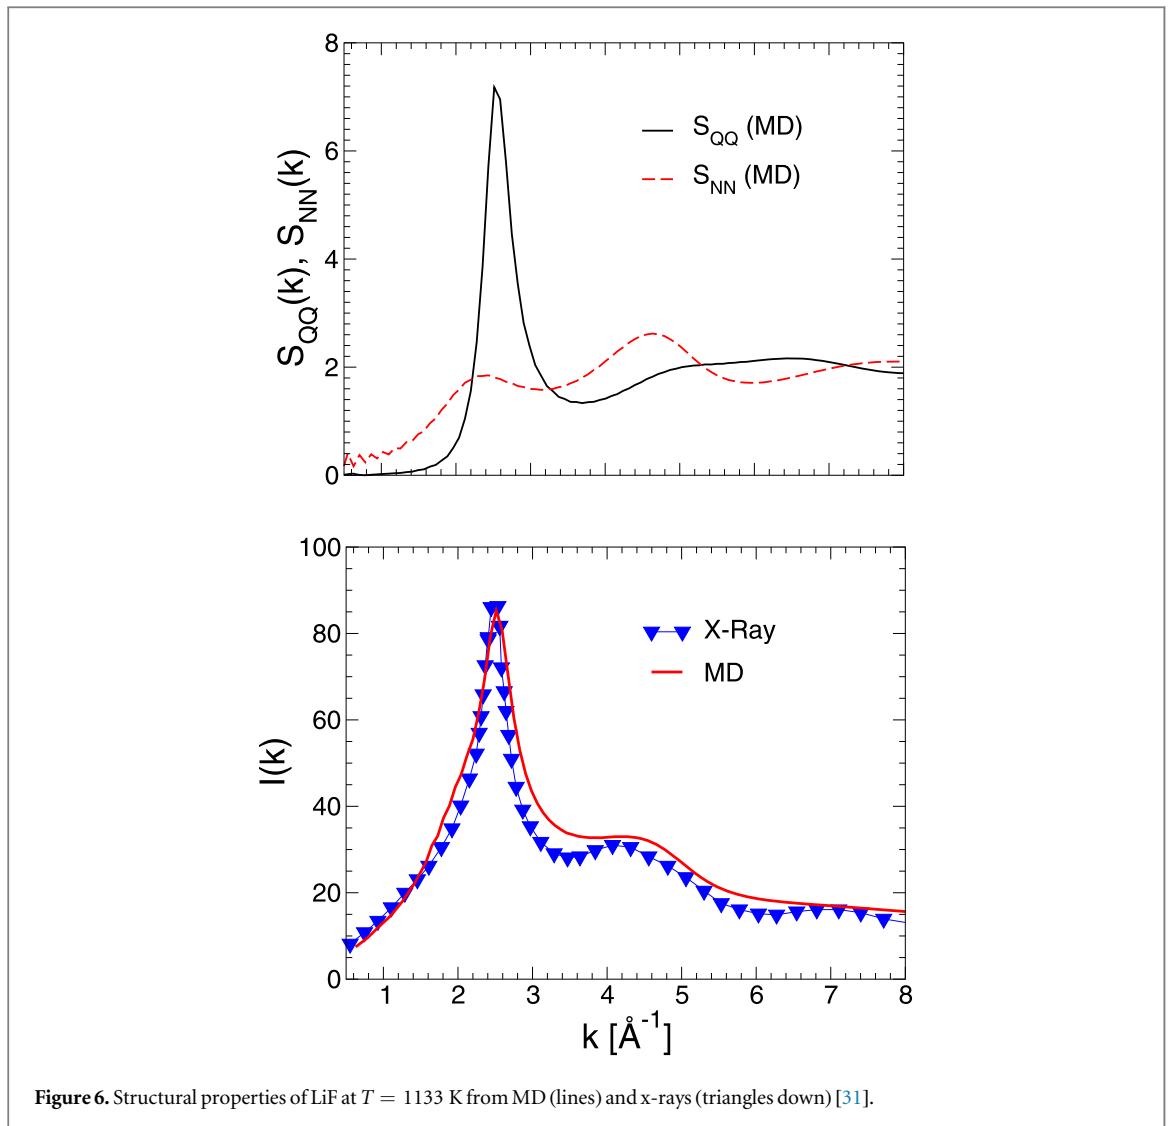 8
6
4
2
0
S_QQ(k), S_NN(k)
S_QQ (MD)
S_NN (MD)
100
80
60
40
20
0
I(k)
X-Ray
MD
1 2 3 4 5 6 7 8
k [Å^-1]
Figure 6. Structural properties of LiF at T = 1133 K from MD (lines) and x-rays (triangles down) [31].